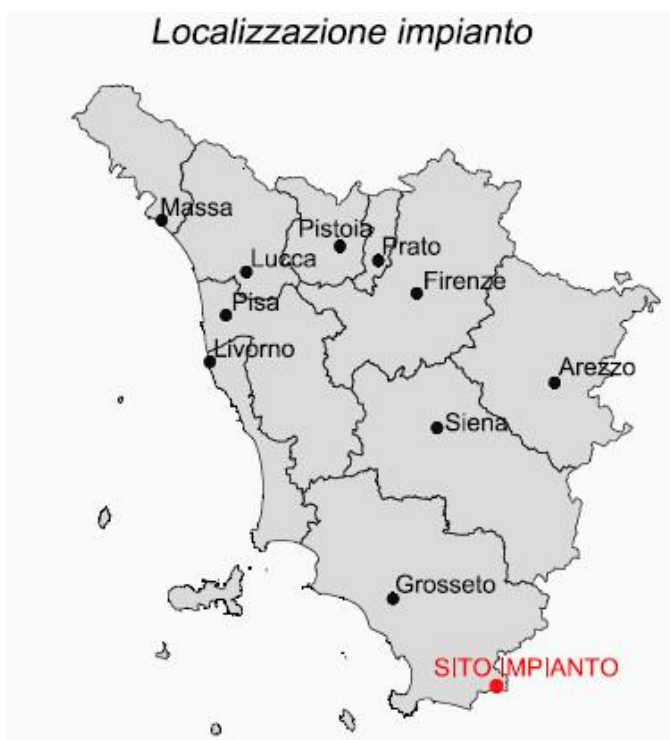 Localizzazione impianto
Massa
Pistoia
Prato
Lucca
Firenze
Pisa
Livorno
Arezzo
Siena
Grosseto
SITO IMPIANTO